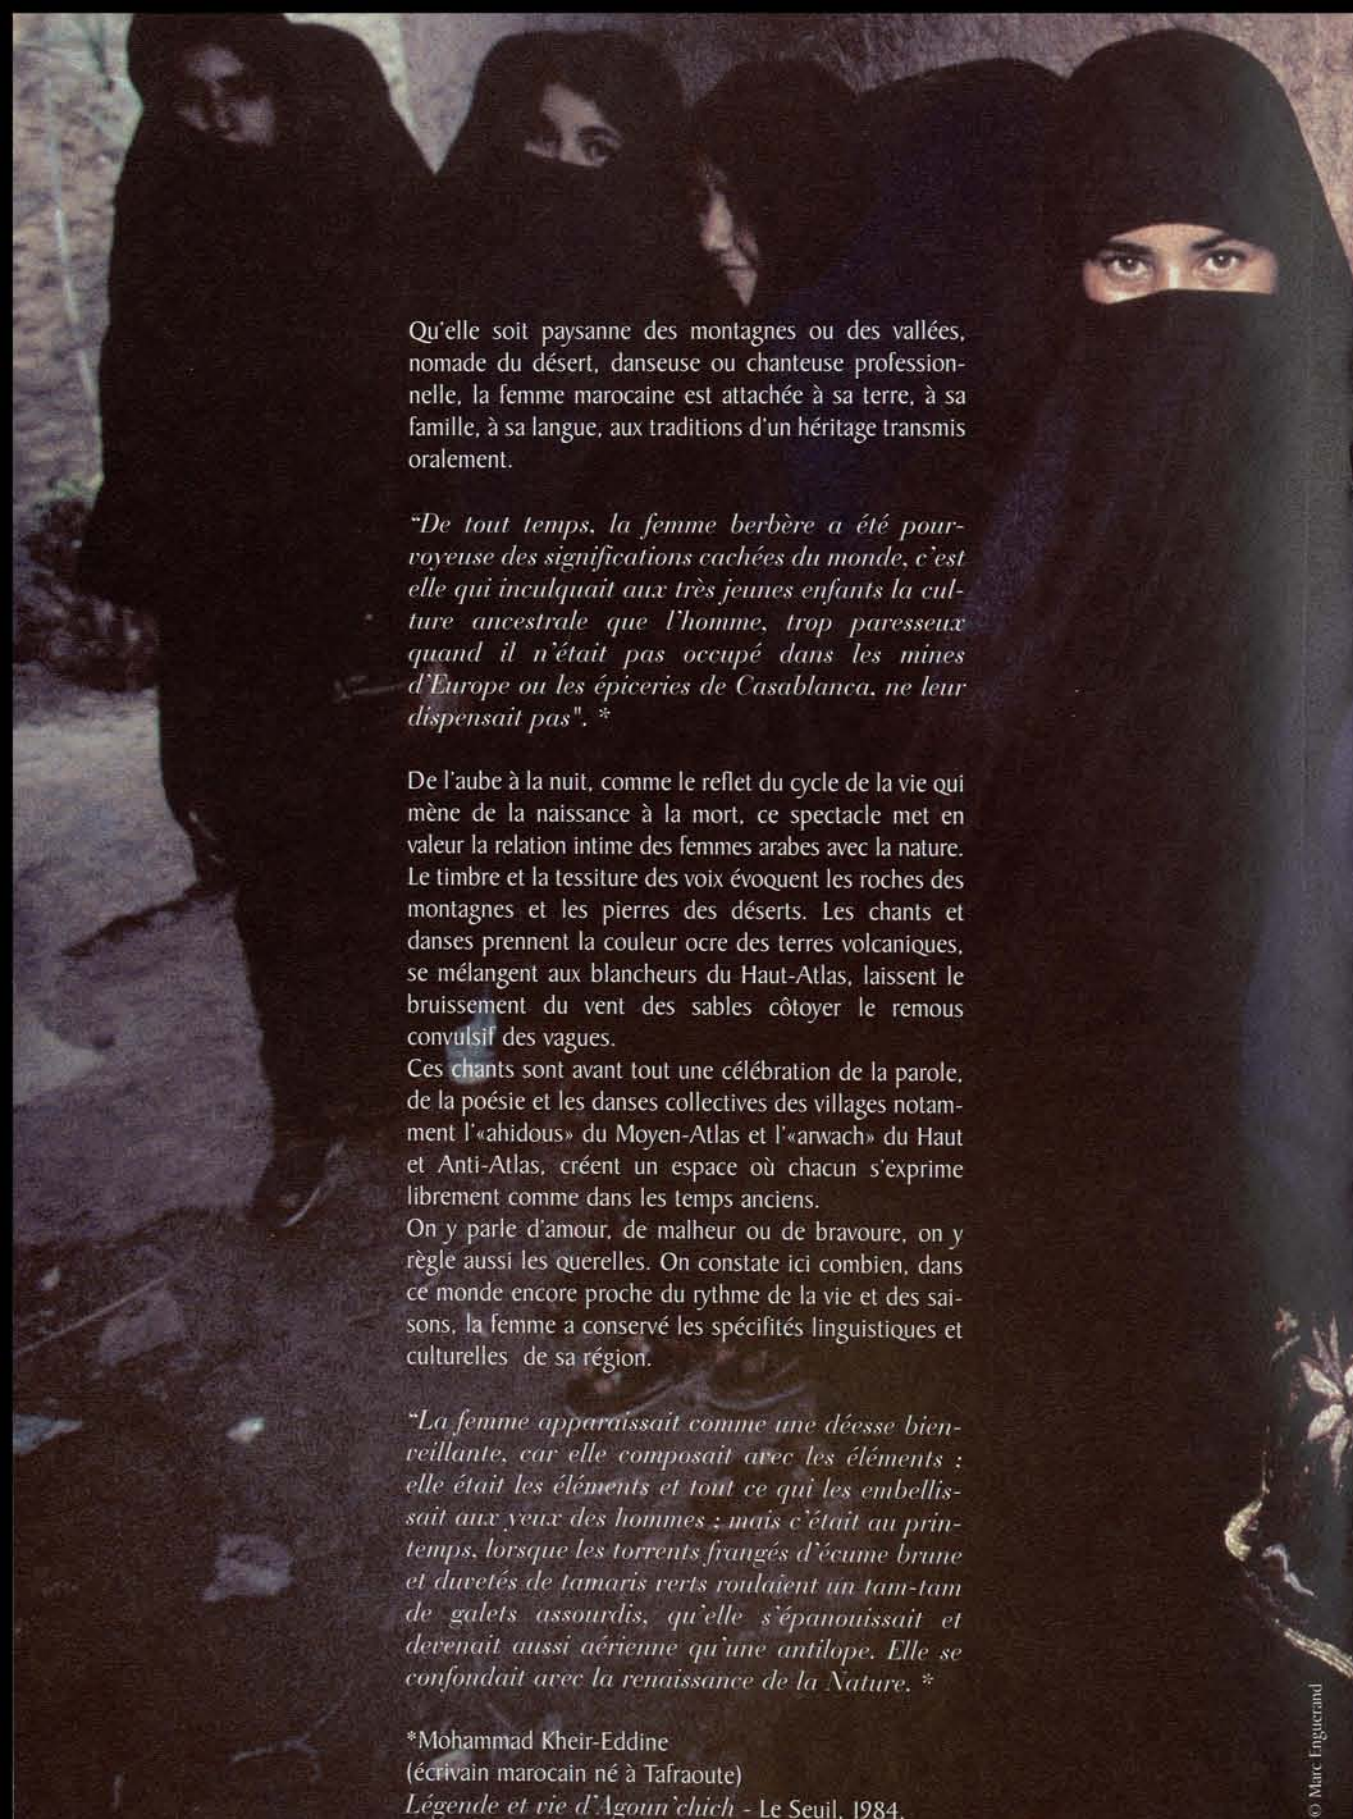 Qu'elle soit paysanne des montagnes ou des vallées,
nomade du désert, danseuse ou chanteuse profession-
nelle, la femme marocaine est attachée à sa terre, à sa
famille, à sa langue, aux traditions d'un héritage transmis
oralement.
"De tout temps, la femme berbère a été pour-
voyeuse des significations cachées du monde, c'est
elle qui inculquait aux très jeunes enfants la cul-
ture ancestrale que l'homme, trop paresseux
quand il n'était pas occupé dans les mines
d'Europe ou les épiceries de Casablanca, ne leur
dispensait pas". *
De l'aube à la nuit, comme le reflet du cycle de la vie qui
mène de la naissance à la mort, ce spectacle met en
valeur la relation intime des femmes arabes avec la nature.
Le timbre et la tessiture des voix évoquent les roches des
montagnes et les pierres des déserts. Les chants et
danses prennent la couleur ocre des terres volcaniques,
se mélangent aux blancheurs du Haut-Atlas, laissent le
bruissement du vent des sables côtoyer le remous
convulsif des vagues.
Ces chants sont avant tout une célébration de la parole,
de la poésie et les danses collectives des villages notam-
ment l'«ahidous» du Moyen-Atlas et l'«arwach» du Haut
et Anti-Atlas, créent un espace où chacun s'exprime
librement comme dans les temps anciens.
On y parle d'amour, de malheur ou de bravoure, on y
règle aussi les querelles. On constate ici combien, dans
ce monde encore proche du rythme de la vie et des sai-
sons, la femme a conservé les spécifités linguistiques et
culturelles de sa région.
"La femme apparaissait comme une déesse bien-
veillante, car elle composait avec les éléments :
elle était les éléments et tout ce qui les embellis-
sait aux yeux des hommes ; mais c'était au prin-
temps, lorsque les torrents frangés d'écume brune
et duvetés de tamaris verts roulaient un tam-tam
de galets assourdis, qu'elle s'épanouissait et
devenait aussi aérienne qu'une antilope. Elle se
confondait avec la renaissance de la Nature. *
*Mohammad Kheir-Eddine
(écrivain marocain né à Tafraoute)
Légende et vie d'Agoun'chich - Le Seuil, 1984.
© Marc Enguerand